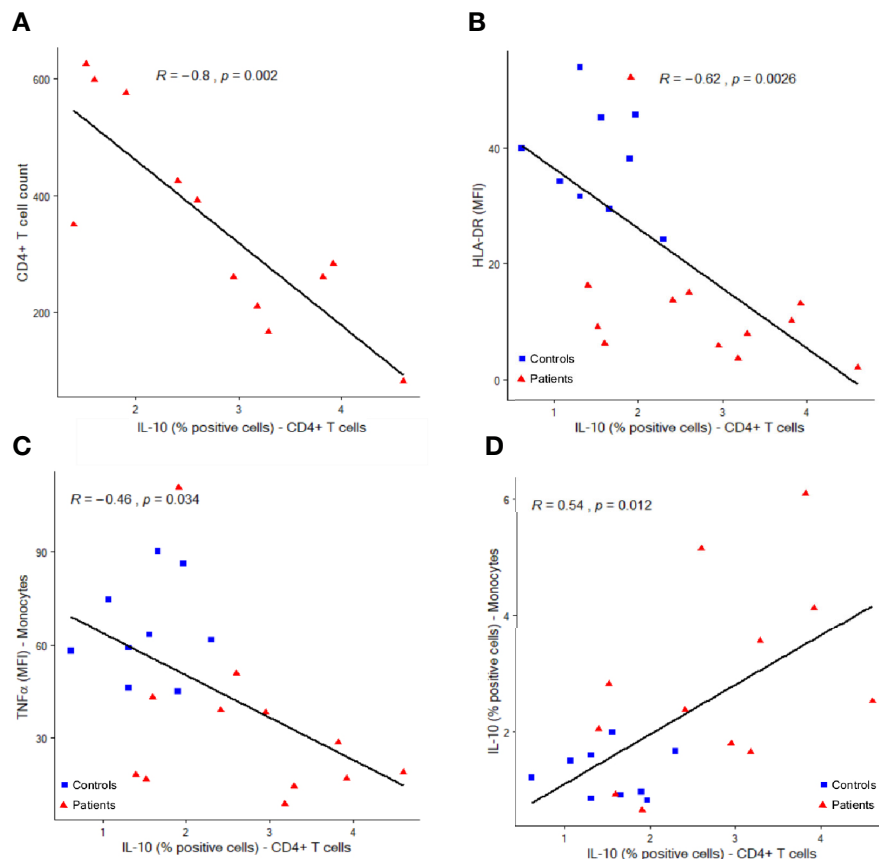 A
R = −0.8 , p = 0.002
CD4+ T cell count
600
400
200
2 3 4
IL-10 (% positive cells) - CD4+ T cells
B
R = −0.62 , p = 0.0026
HLA-DR (MFI)
40
20
0
Controls
Patients
1 2 3 4
IL-10 (% positive cells) - CD4+ T cells
C
R = −0.46 , p = 0.034
TNFα (MFI) - Monocytes
90
60
30
Controls
Patients
1 2 3 4
IL-10 (% positive cells) - CD4+ T cells
D
R = 0.54 , p = 0.012
IL-10 (% positive cells) - Monocytes
6
4
2
Controls
Patients
1 2 3 4
IL-10 (% positive cells) - CD4+ T cells